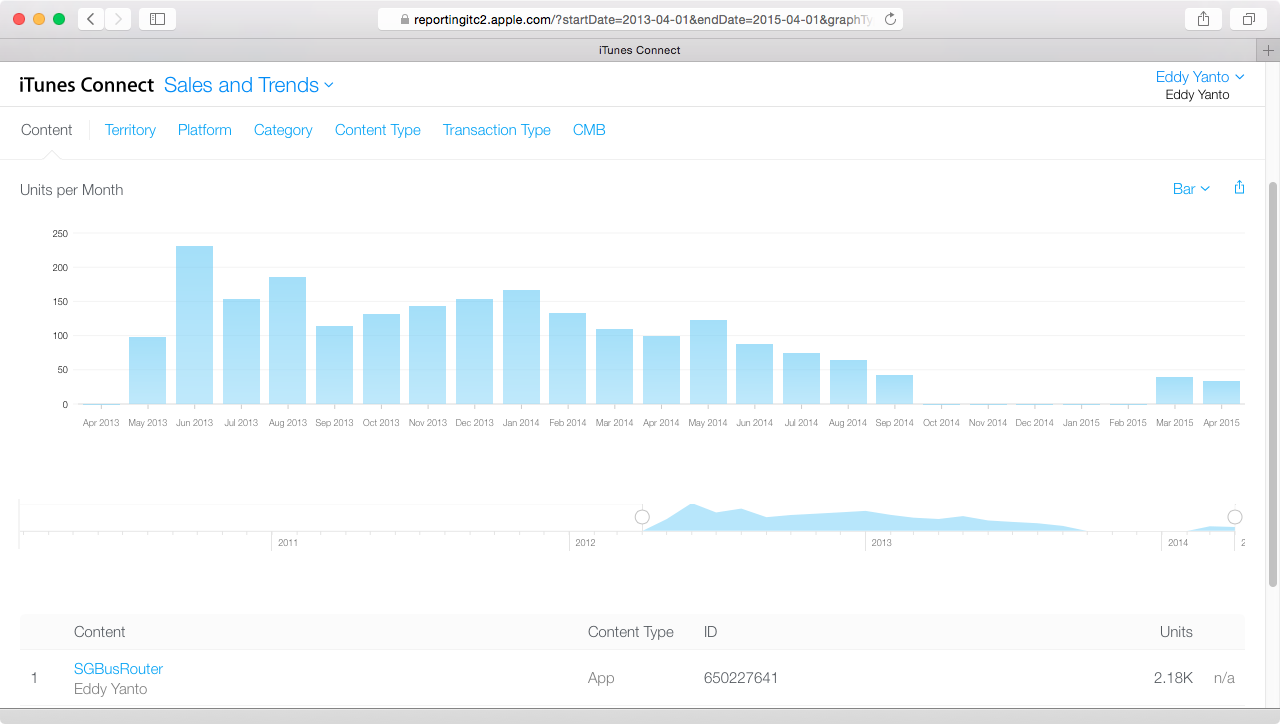 reportingitc2.apple.com/?startDate=2013-04-01&endDate=2015-04-01&graphTy
iTunes Connect
iTunes Connect Sales and Trends
Eddy Yanto
Eddy Yanto
Content Territory Platform Category Content Type Transaction Type CMB
Units per Month
Bar
250
200
150
100
50
0
Apr 2013 May 2013 Jun 2013 Jul 2013 Aug 2013 Sep 2013 Oct 2013 Nov 2013 Dec 2013 Jan 2014 Feb 2014 Mar 2014 Apr 2014 May 2014 Jun 2014 Jul 2014 Aug 2014 Sep 2014 Oct 2014 Nov 2014 Dec 2014 Jan 2015 Feb 2015 Mar 2015 Apr 2015
2011 2012 2013 2014 2
Content Content Type ID Units
1 SGBusRouter App 650227641 2.18K n/a
Eddy Yanto